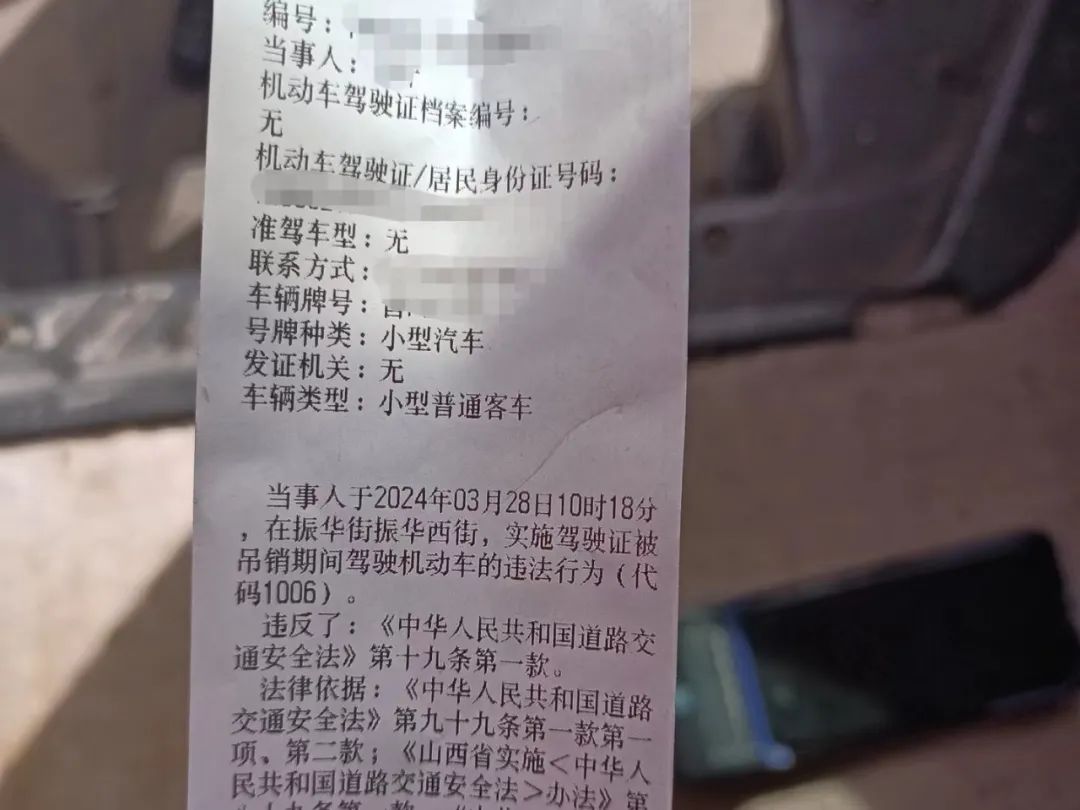 编号：
当事人：
机动车驾驶证档案编号：
无
机动车驾驶证/居民身份证号码：
准驾车型：无
联系方式：
车辆牌号：
号牌种类：小型汽车
发证机关：无
车辆类型：小型普通客车
当事人于2024年03月28日10时18分
，在振华街振华西街，实施驾驶证被
吊销期间驾驶机动车的违法行为（代
码1006）。
违反了：《中华人民共和国道路交
通安全法》第十九条第一款。
法律依据：《中华人民共和国道路
交通安全法》第九十九条第一款第一
项、第二款；《山西省实施＜中华人
民共和国道路交通安全法＞办法》第